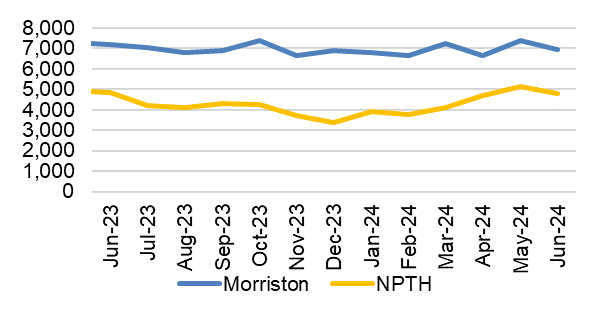 8,000
7,000
6,000
5,000
4,000
3,000
2,000
1,000
0
Jun-23
Jul-23
Aug-23
Sep-23
Oct-23
Nov-23
Dec-23
Jan-24
Feb-24
Mar-24
Apr-24
May-24
Jun-24
Morriston NPTH